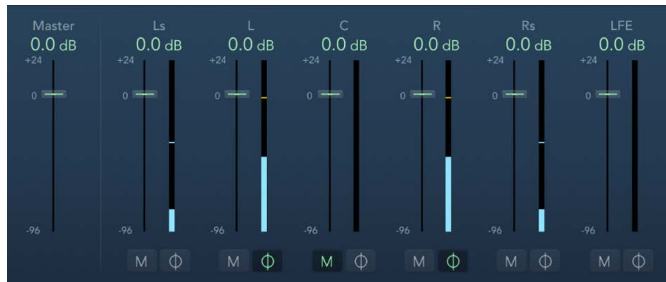 Master Ls L C R Rs LFE
0.0 dB 0.0 dB 0.0 dB 0.0 dB 0.0 dB 0.0 dB 0.0 dB
+24 +24 +24 +24 +24 +24 +24
0 0 0 0 0 0 0
-96 -96 -96 -96 -96 -96 -96
M Φ M Φ M Φ M Φ M Φ M Φ